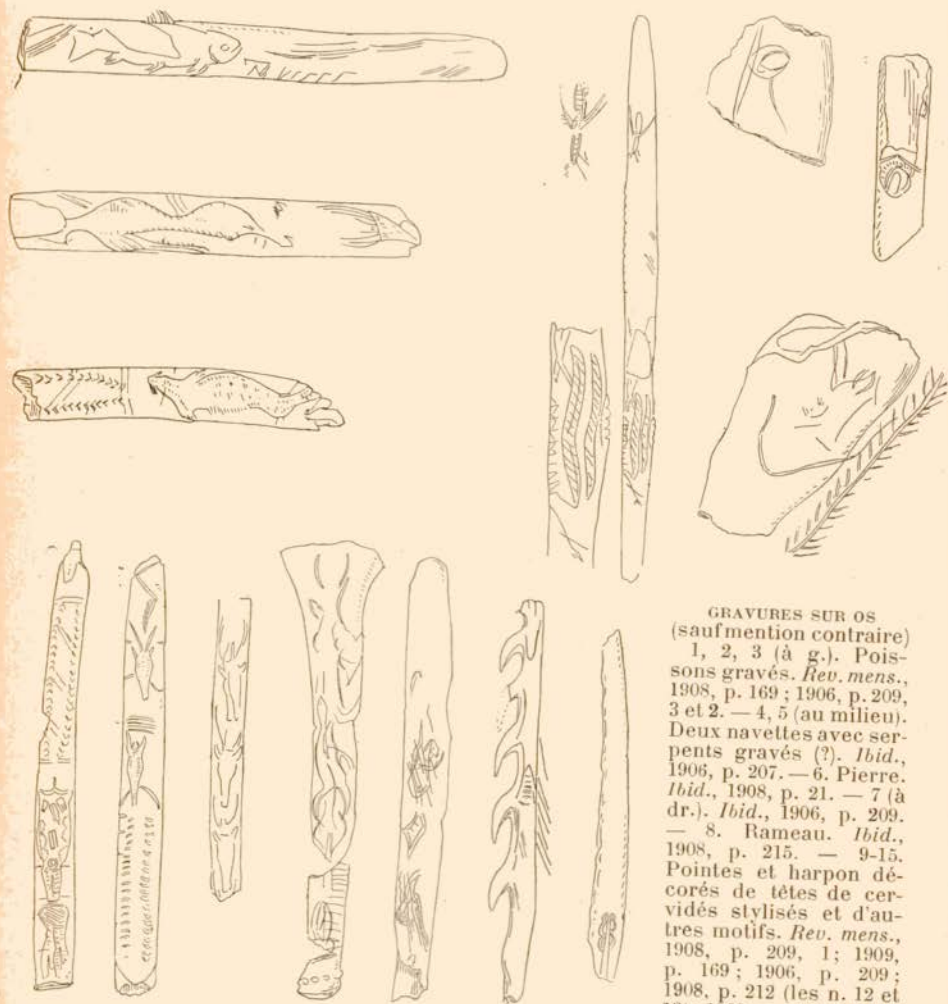 GRAVURES SUR OS
(sauf mention contraire)
1, 2, 3 (à g.). Pois-
sons gravés. Rev. mens.,
1908, p. 169 ; 1906, p. 209,
3 et 2. — 4, 5 (au milieu).
Deux navettes avec ser-
pents gravés (?). Ibid.,
1906, p. 207. — 6. Pierre.
Ibid., 1908, p. 21. — 7 (à
dr.). Ibid., 1906, p. 209.
— 8. Rameau. Ibid.,
1908, p. 215. — 9-15.
Pointes et harpon dé-
corés de têtes de cer-
vidés stylisés et d'au-
tres motifs. Rev. mens.,
1908, p. 209, 1; 1909,
p. 169 ; 1906, p. 209 ;
1908, p. 212 (les n. 12 et